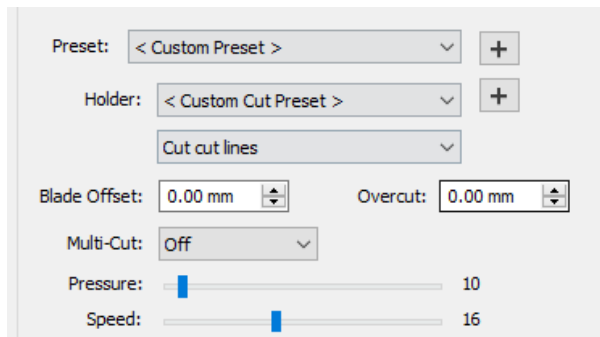 Preset: < Custom Preset > +
Holder: < Custom Cut Preset > +
Cut cut lines
Blade Offset: 0.00 mm Overcut: 0.00 mm
Multi-Cut: Off
Pressure: 10
Speed: 16